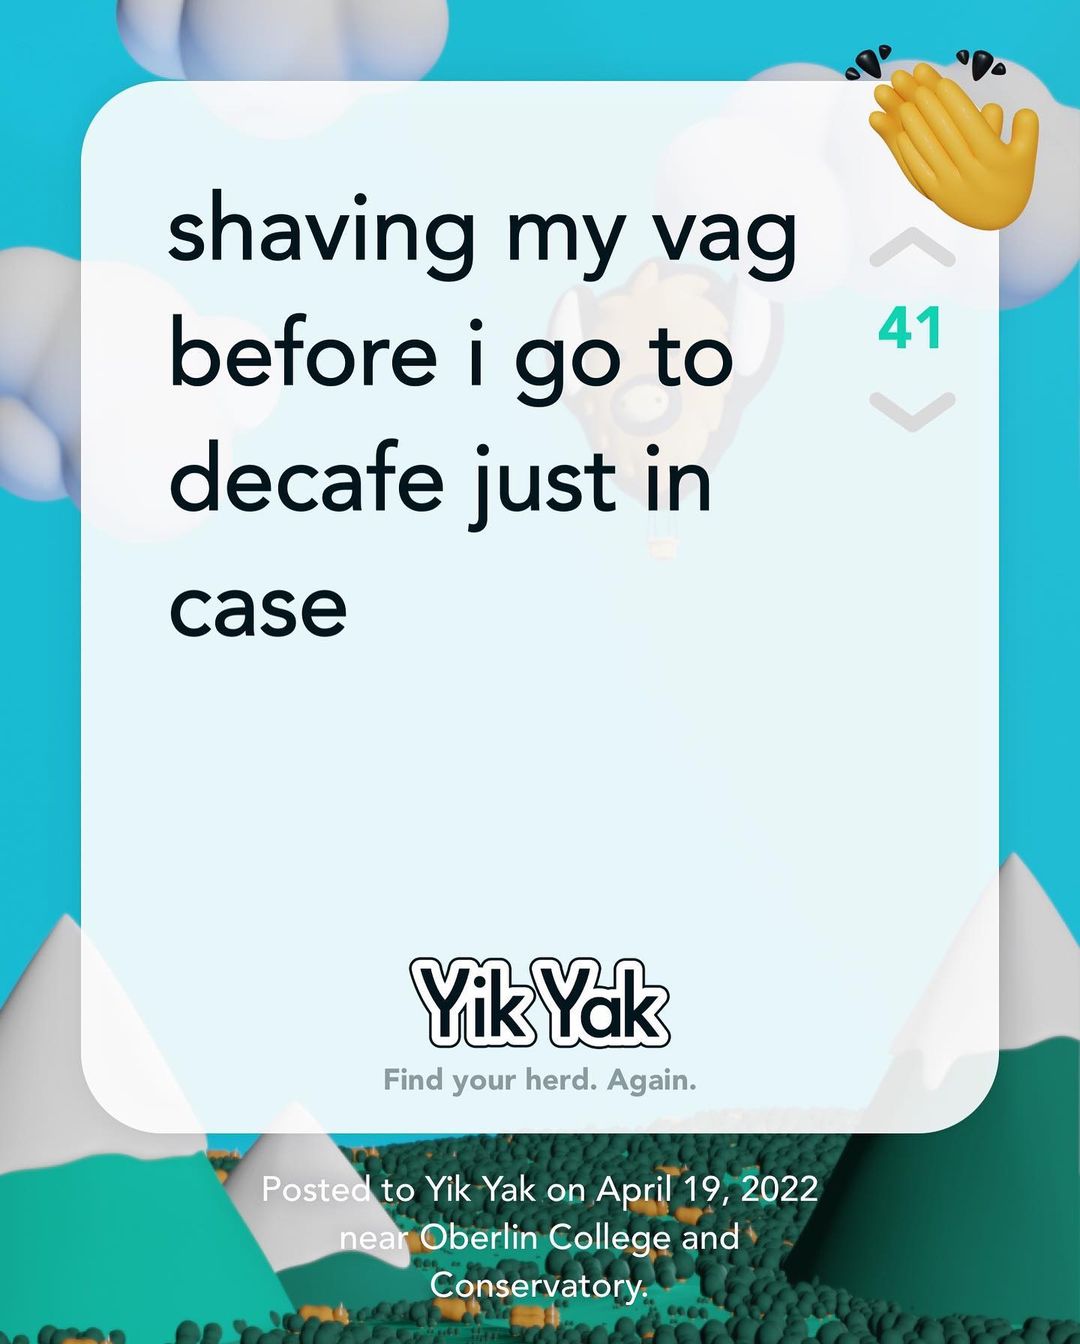 shaving my vag
before i go to
decafe just in
case
41
Yik Yak
Find your herd. Again.
Posted to Yik Yak on April 19, 2022
near Oberlin College and
Conservatory.